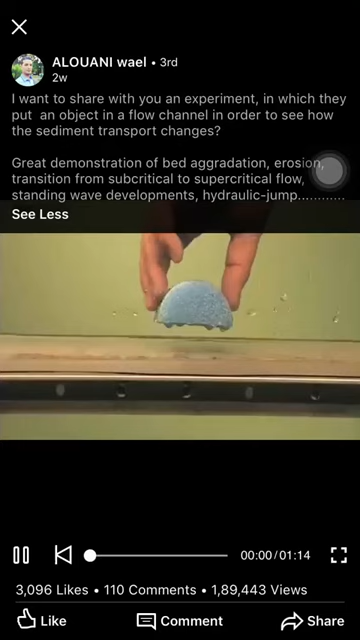 ALOUANI wael • 3rd
2w
I want to share with you an experiment, in which they
put an object in a flow channel in order to see how
the sediment transport changes?
Great demonstration of bed aggradation, erosion,
transition from subcritical to supercritical flow,
standing wave developments, hydraulic-jump............
See Less
00:00/01:14
3,096 Likes • 110 Comments • 1,89,443 Views
Like Comment Share